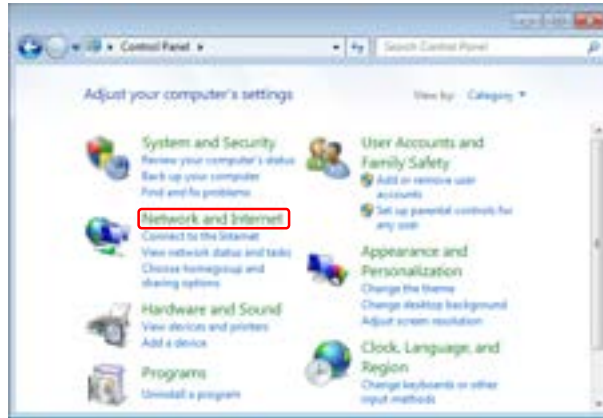 Control Panel
Search Control Panel
Adjust your computer's settings
View by: Category
System and Security
Review your computer's status
Back up your computer
Find and fix problems
Network and Internet
Connect to the Internet
View network status and tasks
Choose homegroup and
sharing options
Hardware and Sound
View devices and printers
Add a device
Programs
Uninstall a program
User Accounts and
Family Safety
Add or remove user
accounts
Set up parental controls for
any user
Appearance and
Personalization
Change the theme
Change desktop background
Adjust screen resolution
Clock, Language, and
Region
Change keyboards or other
input methods